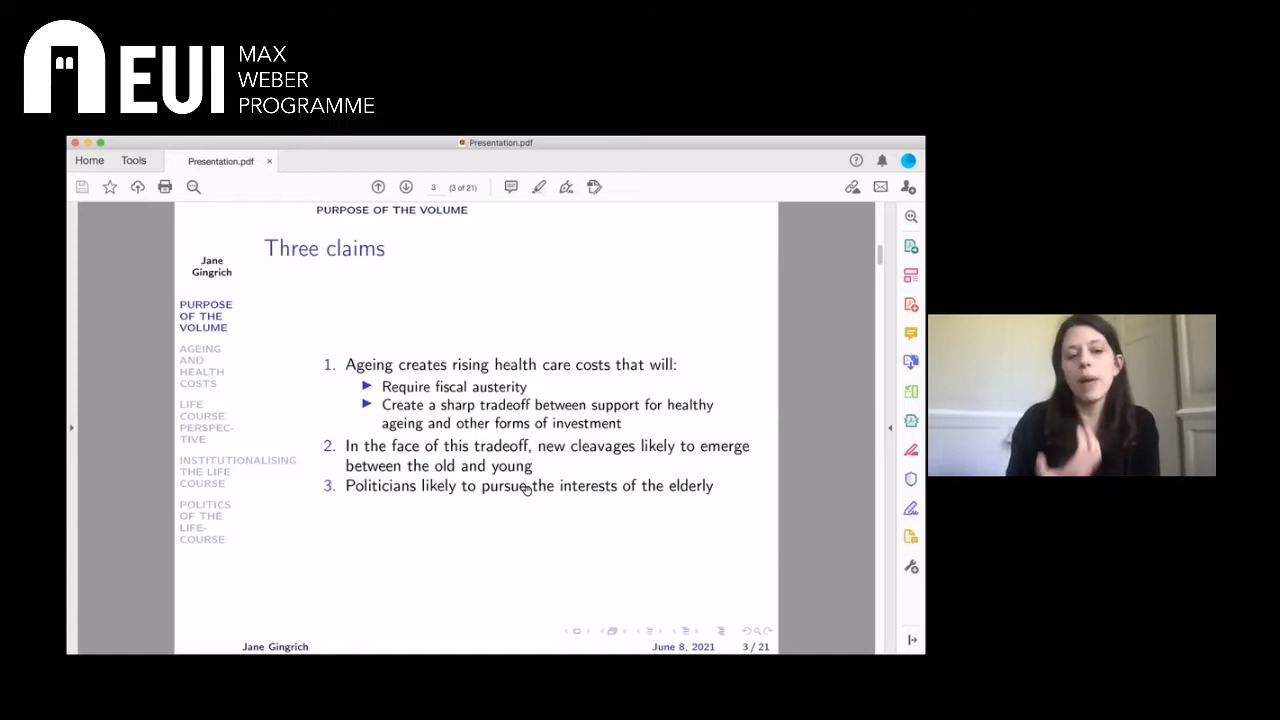 EUI
MAX
WEBER
PROGRAMME
Presentation.pdf
Home
Tools
Presentation.pdf
×
3
(3 of 21)
PURPOSE OF THE VOLUME
Three claims
Jane
Gingrich
PURPOSE
OF THE
VOLUME
AGEING
AND
HEALTH
COSTS
LIFE
COURSE
PERSPEC-
TIVE
INSTITUTIONALISING
THE LIFE
COURSE
POLITICS
OF THE
LIFE-
COURSE
1. Ageing creates rising health care costs that will:
Require fiscal austerity
Create a sharp tradeoff between support for healthy
ageing and other forms of investment
2. In the face of this tradeoff, new cleavages likely to emerge
between the old and young
3. Politicians likely to pursue the interests of the elderly
Jane Gingrich
June 8, 2021
3 / 21